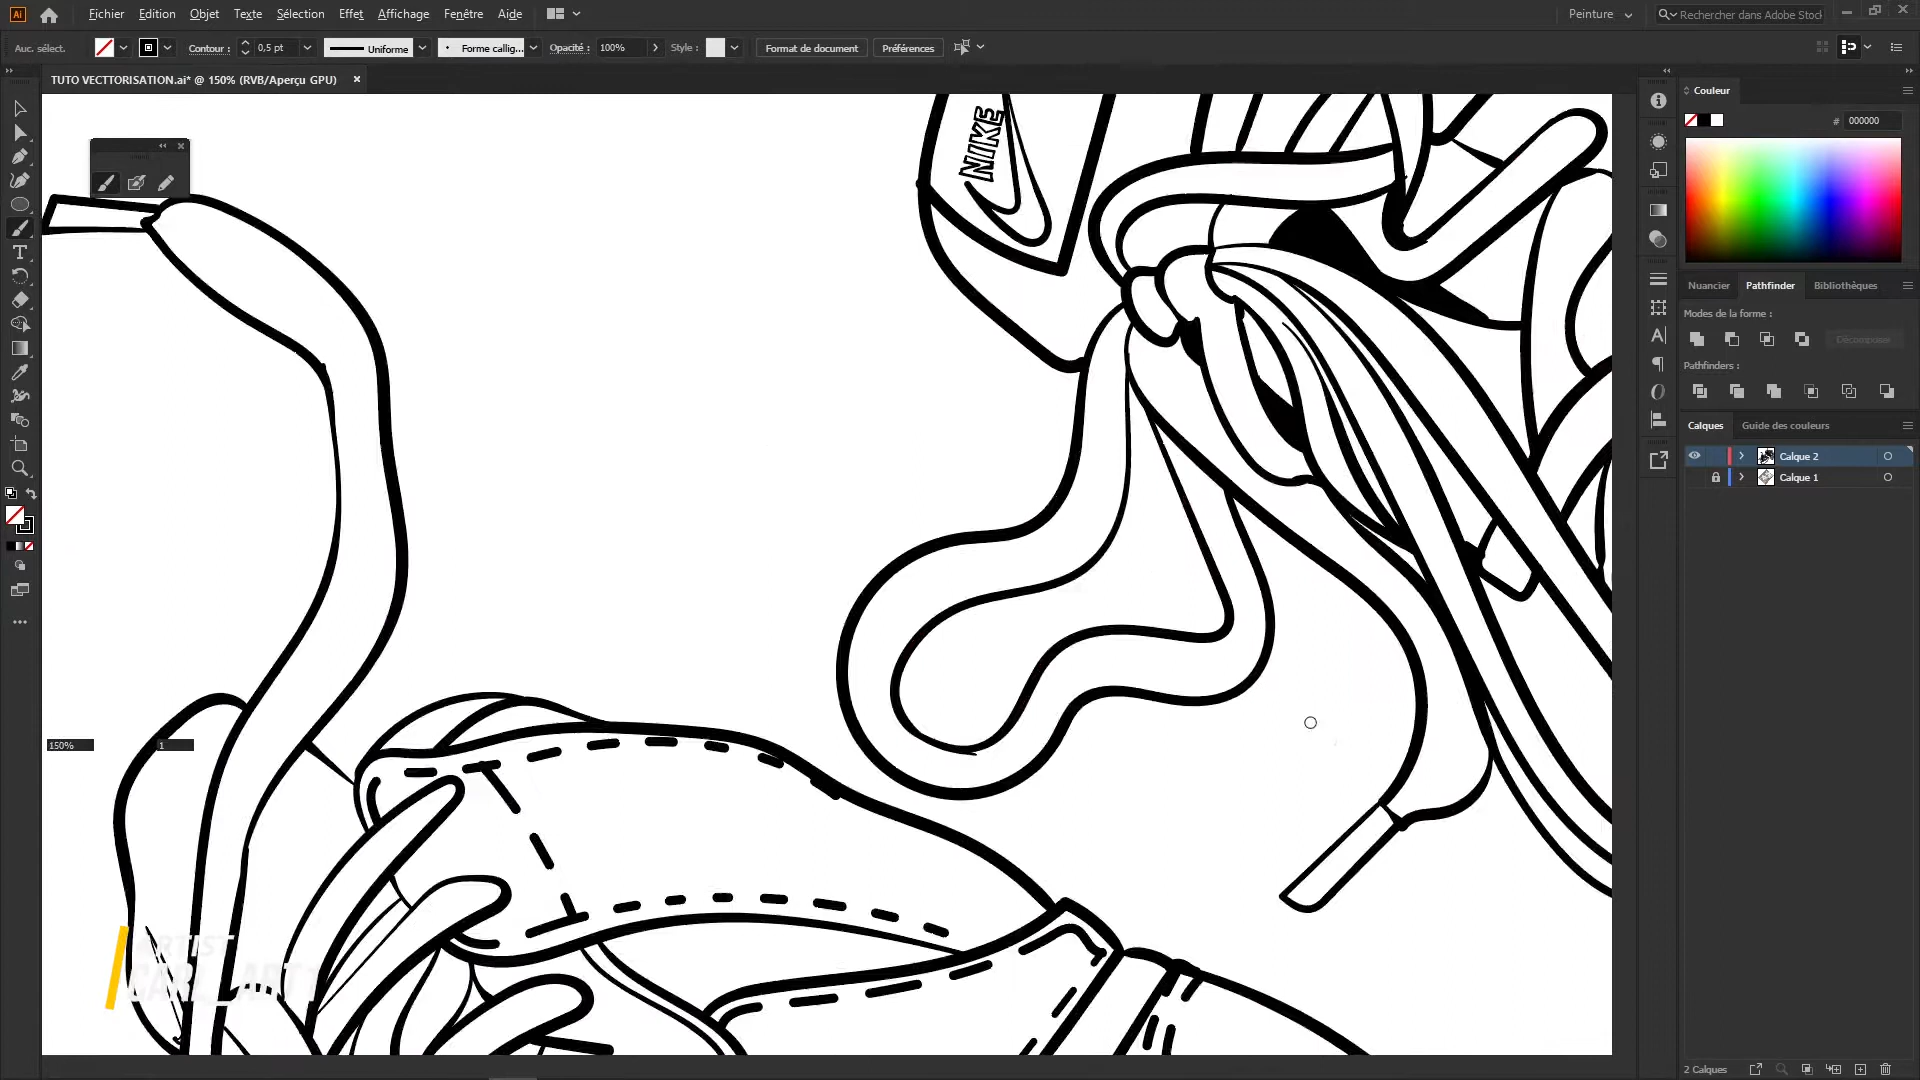 Ai Fichier Edition Objet Texte Sélection Effet Affichage Fenêtre Aide Peinture Rechercher dans Adobe Stock
Auc. sélect. Contour : 0,5 pt Uniforme Forme callig... Opacité : 100% Style : Format de document Préférences
TUTO VECTTORISATION.ai* @ 150% (RVB/Aperçu GPU)
Couleur
# 000000
NIKE
Nuancier Pathfinder Bibliothèques
Modes de la forme :
Décomposer
Pathfinders :
Calques Guide des couleurs
Calque 2
Calque 1
150% 1
ARTIST
CARL_ART
2 Calques